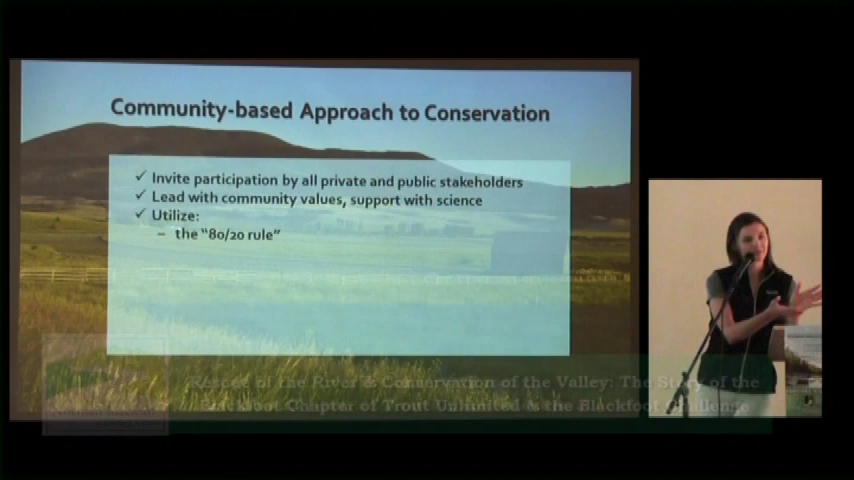 Community-based Approach to Conservation
✓ Invite participation by all private and public stakeholders
✓ Lead with community values, support with science
✓ Utilize:
– the “80/20 rule”
Rescue of the River & Conservation of the Valley: The Story of the
Blackfoot Chapter of Trout Unlimited & the Blackfoot Challenge